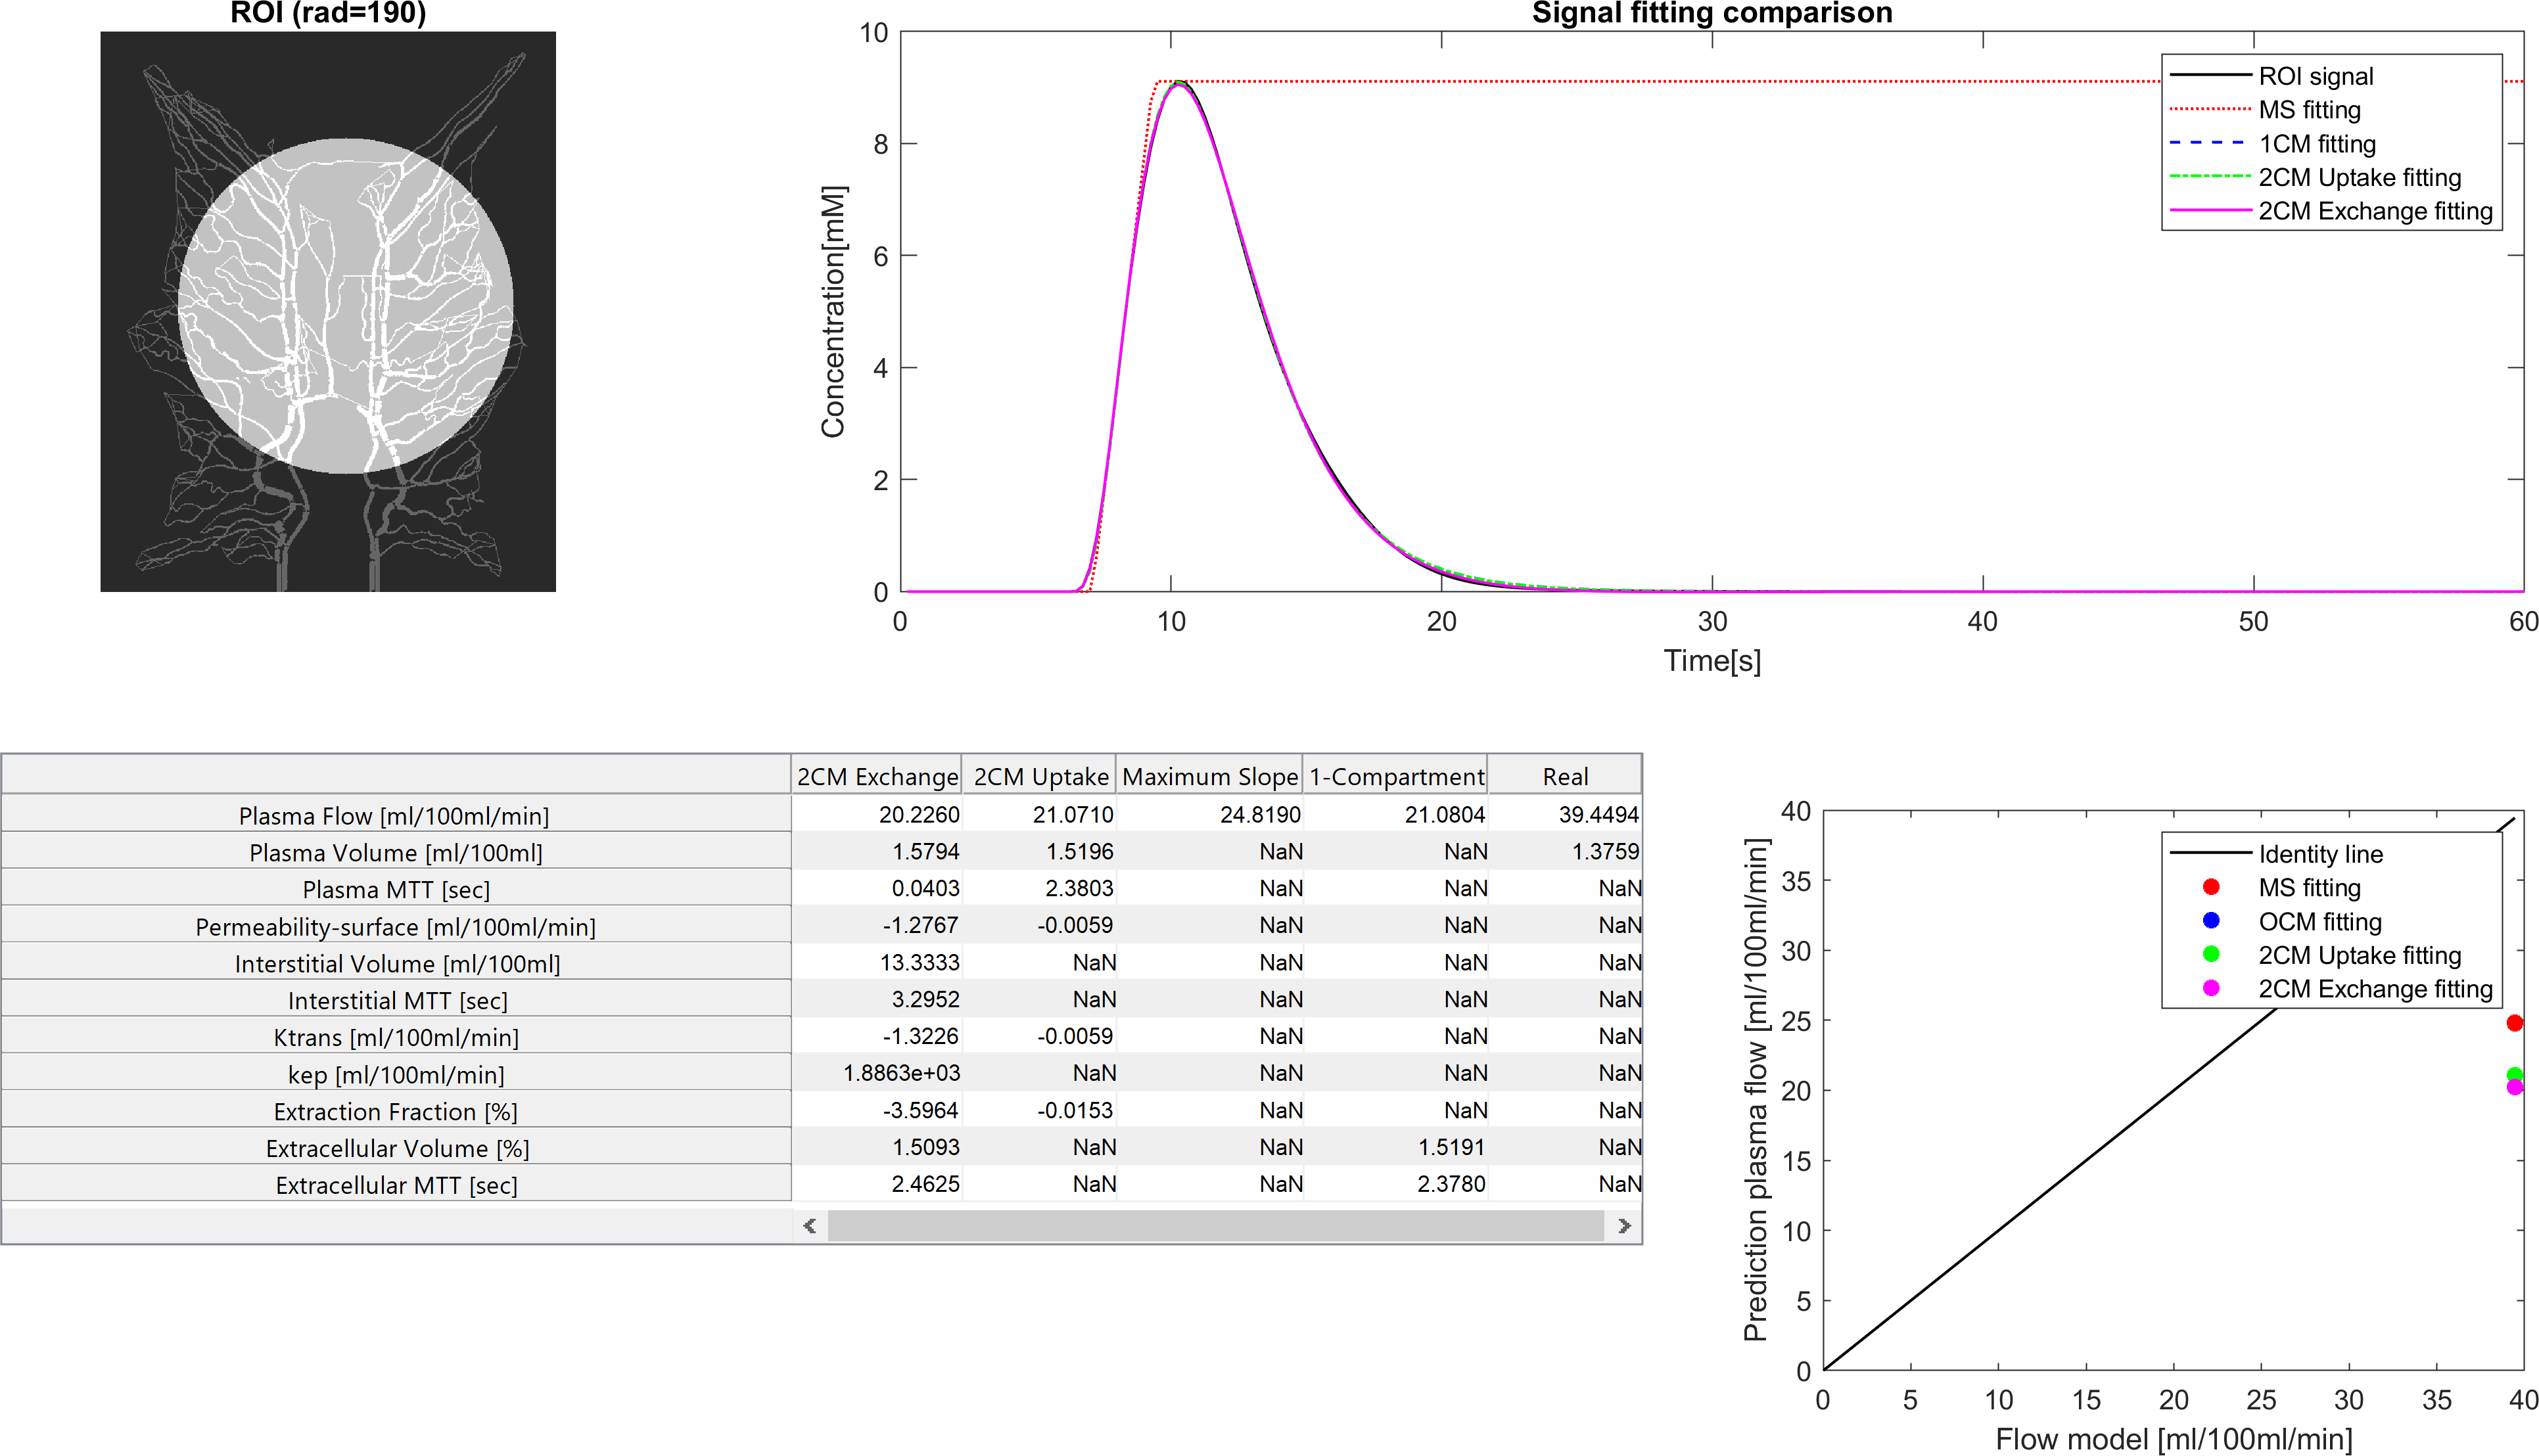 ROI (rad=190)
Signal fitting comparison
10
8
6
4
2
0
Concentration[mM]
ROI signal
MS fitting
1CM fitting
2CM Uptake fitting
2CM Exchange fitting
0 10 20 30 40 50 60
Time[s]
2CM Exchange 2CM Uptake Maximum Slope 1-Compartment Real
Plasma Flow [ml/100ml/min] 20.2260 21.0710 24.8190 21.0804 39.4494
Plasma Volume [ml/100ml] 1.5794 1.5196 NaN NaN 1.3759
Plasma MTT [sec] 0.0403 2.3803 NaN NaN NaN
Permeability-surface [ml/100ml/min] -1.2767 -0.0059 NaN NaN NaN
Interstitial Volume [ml/100ml] 13.3333 NaN NaN NaN NaN
Interstitial MTT [sec] 3.2952 NaN NaN NaN NaN
Ktrans [ml/100ml/min] -1.3226 -0.0059 NaN NaN NaN
kep [ml/100ml/min] 1.8863e+03 NaN NaN NaN NaN
Extraction Fraction [%] -3.5964 -0.0153 NaN NaN NaN
Extracellular Volume [%] 1.5093 NaN NaN 1.5191 NaN
Extracellular MTT [sec] 2.4625 NaN NaN 2.3780 NaN
40
35
30
25
20
15
10
5
0
Prediction plasma flow [ml/100ml/min]
Identity line
MS fitting
OCM fitting
2CM Uptake fitting
2CM Exchange fitting
0 5 10 15 20 25 30 35 40
Flow model [ml/100ml/min]